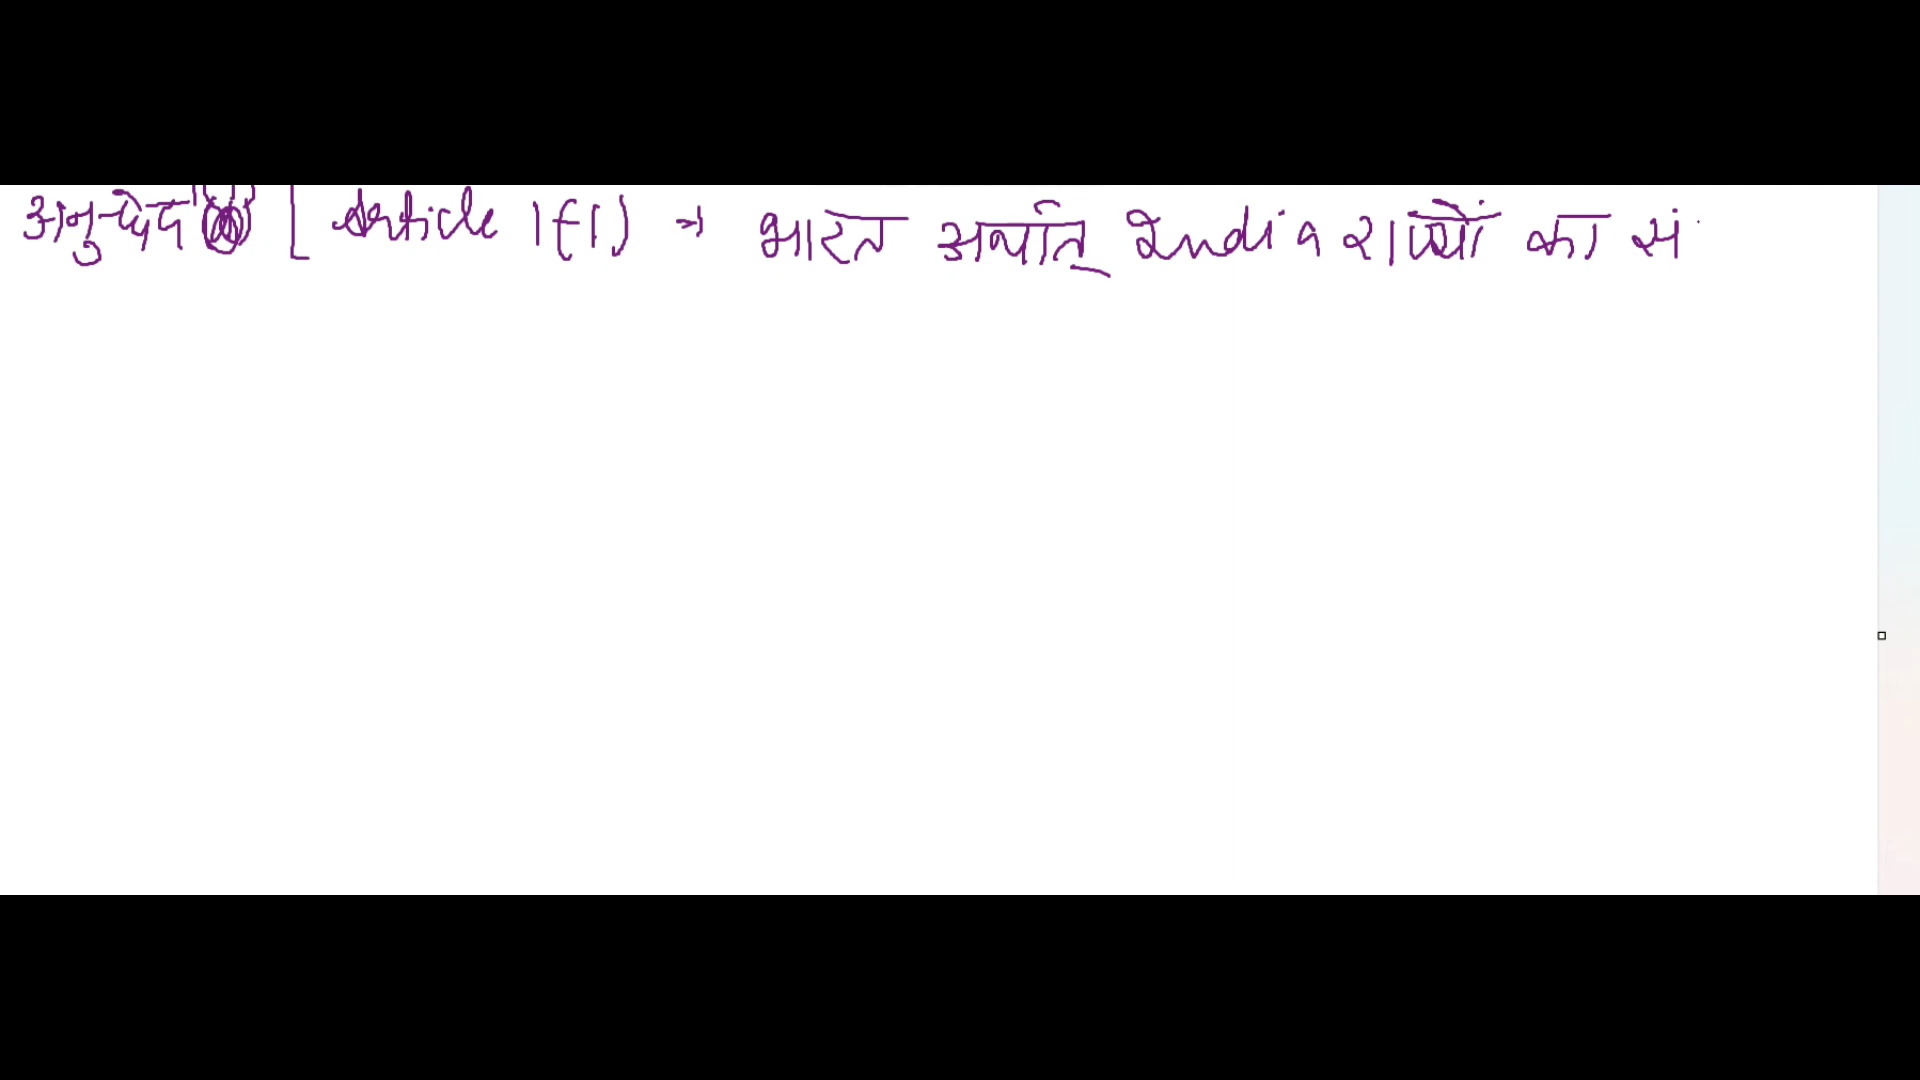 अनुच्छेद [ Article 1(1) → भारत अर्थात् India राज्यों का सं